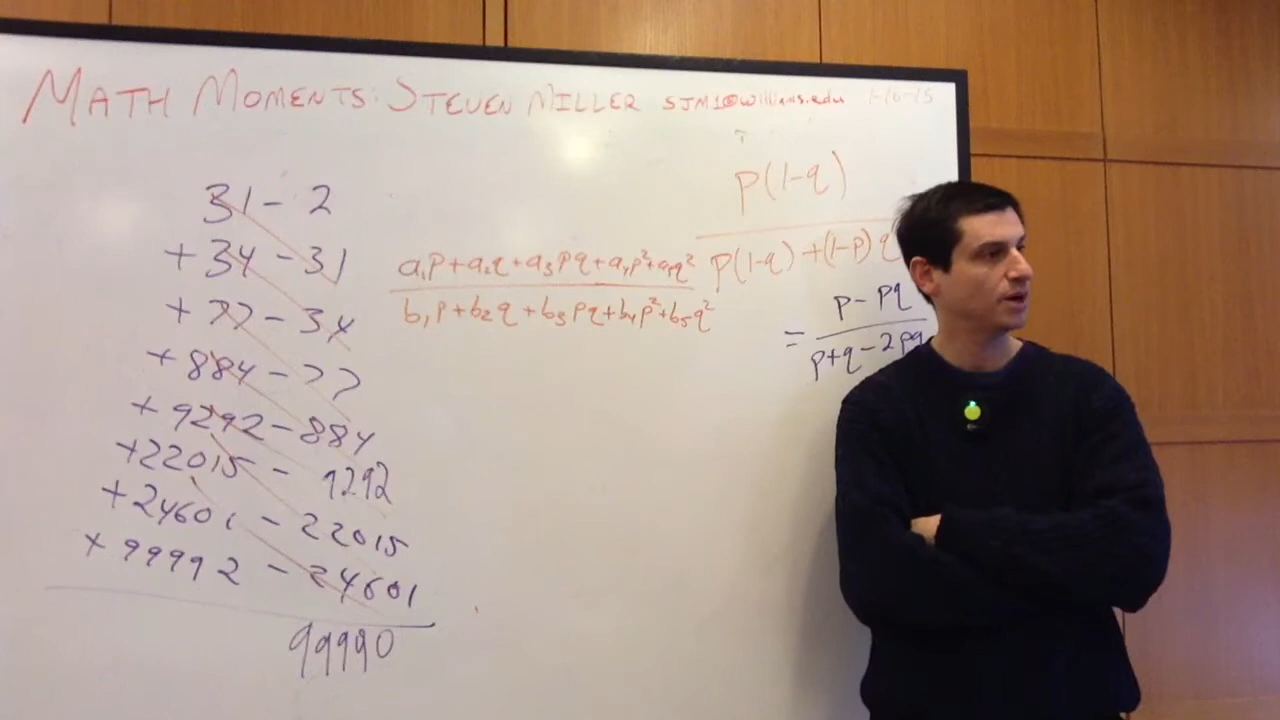 MATH MOMENTS: STEVEN MILLER SJM1@williams.edu 1-16-15
31 - 2
+ 34 - 31
+ 77 - 34
+ 884 - 77
+ 9292 - 884
+22015 - 9292
+24601 - 22015
+ 99992 - 24601
99990
a₁p+a₂q+a₃pq+a₄p²+a₅q²
b₁p+b₂q+b₃pq+b₄p²+b₅q²
p(1-q)
p(1-q)+(1-p)q
= p-pq
p+q-2pq